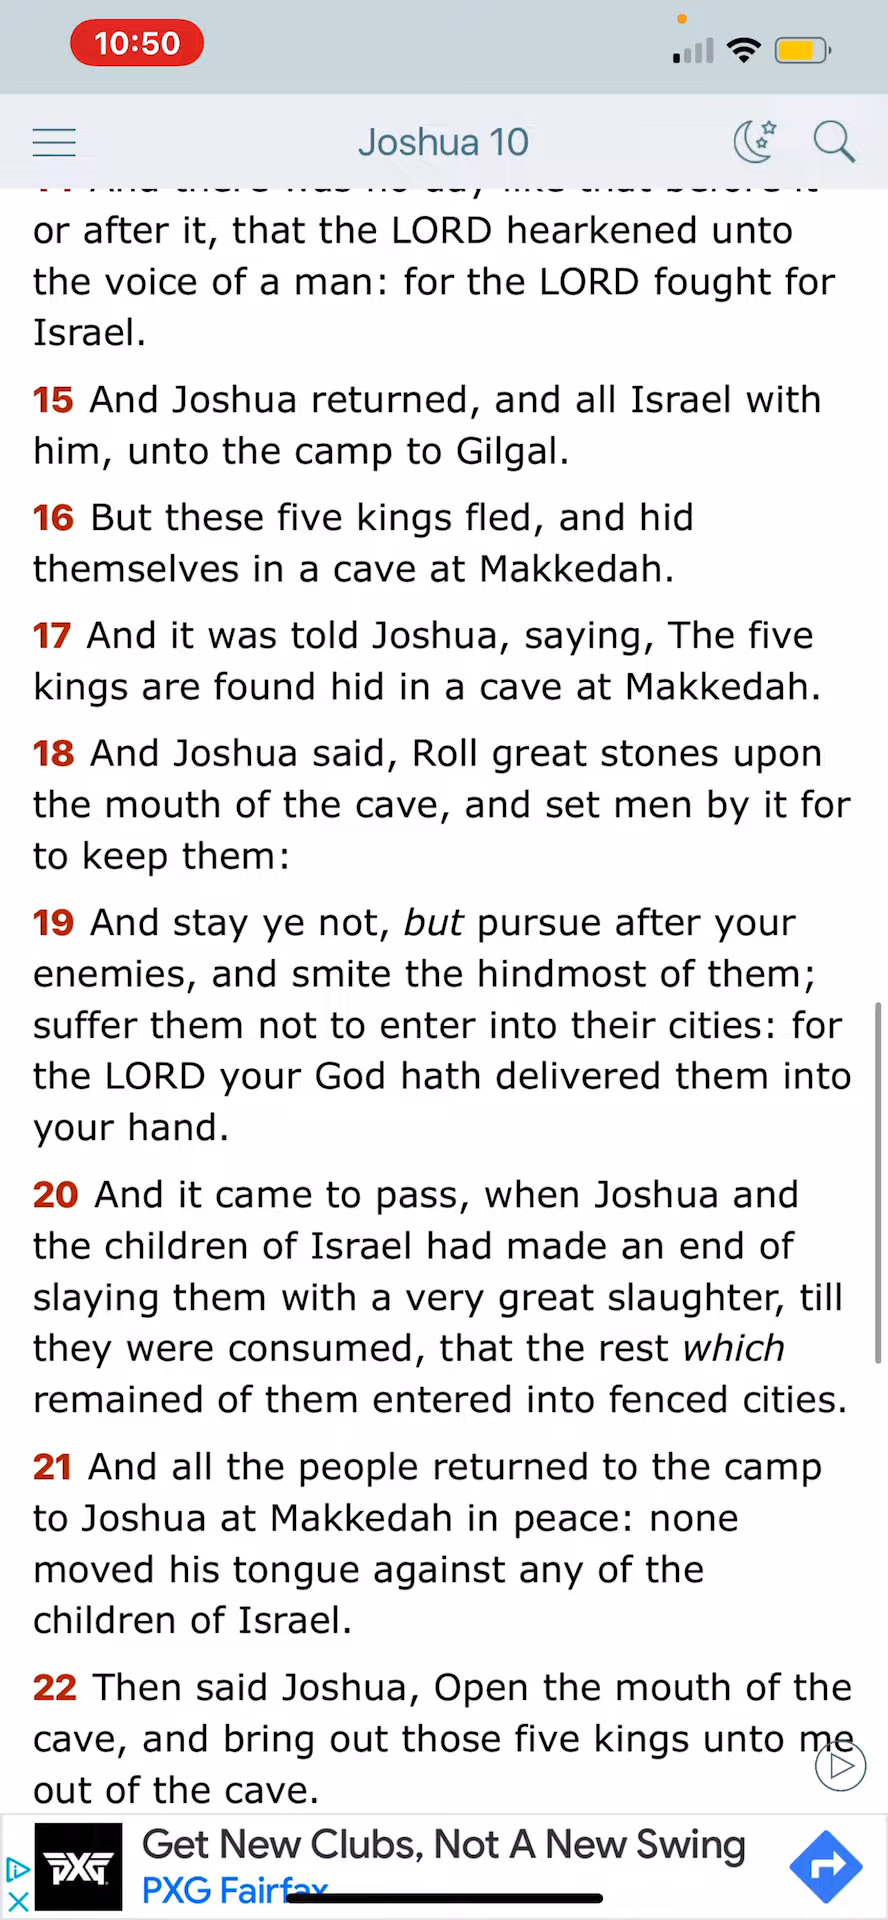 10:50
Joshua 10
or after it, that the LORD hearkened unto
the voice of a man: for the LORD fought for
Israel.
15 And Joshua returned, and all Israel with
him, unto the camp to Gilgal.
16 But these five kings fled, and hid
themselves in a cave at Makkedah.
17 And it was told Joshua, saying, The five
kings are found hid in a cave at Makkedah.
18 And Joshua said, Roll great stones upon
the mouth of the cave, and set men by it for
to keep them:
19 And stay ye not, but pursue after your
enemies, and smite the hindmost of them;
suffer them not to enter into their cities: for
the LORD your God hath delivered them into
your hand.
20 And it came to pass, when Joshua and
the children of Israel had made an end of
slaying them with a very great slaughter, till
they were consumed, that the rest which
remained of them entered into fenced cities.
21 And all the people returned to the camp
to Joshua at Makkedah in peace: none
moved his tongue against any of the
children of Israel.
22 Then said Joshua, Open the mouth of the
cave, and bring out those five kings unto me
out of the cave.
PXG
Get New Clubs, Not A New Swing
PXG Fairfax